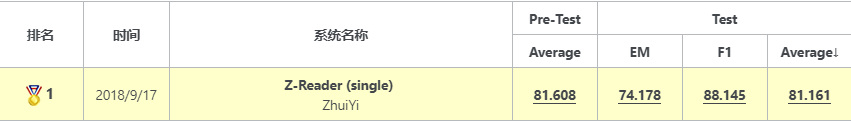 排名 时间 系统名称 Pre-Test Test
Average EM F1 Average↓
1 2018/9/17 Z-Reader (single) 81.608 74.178 88.145 81.161
ZhuiYi